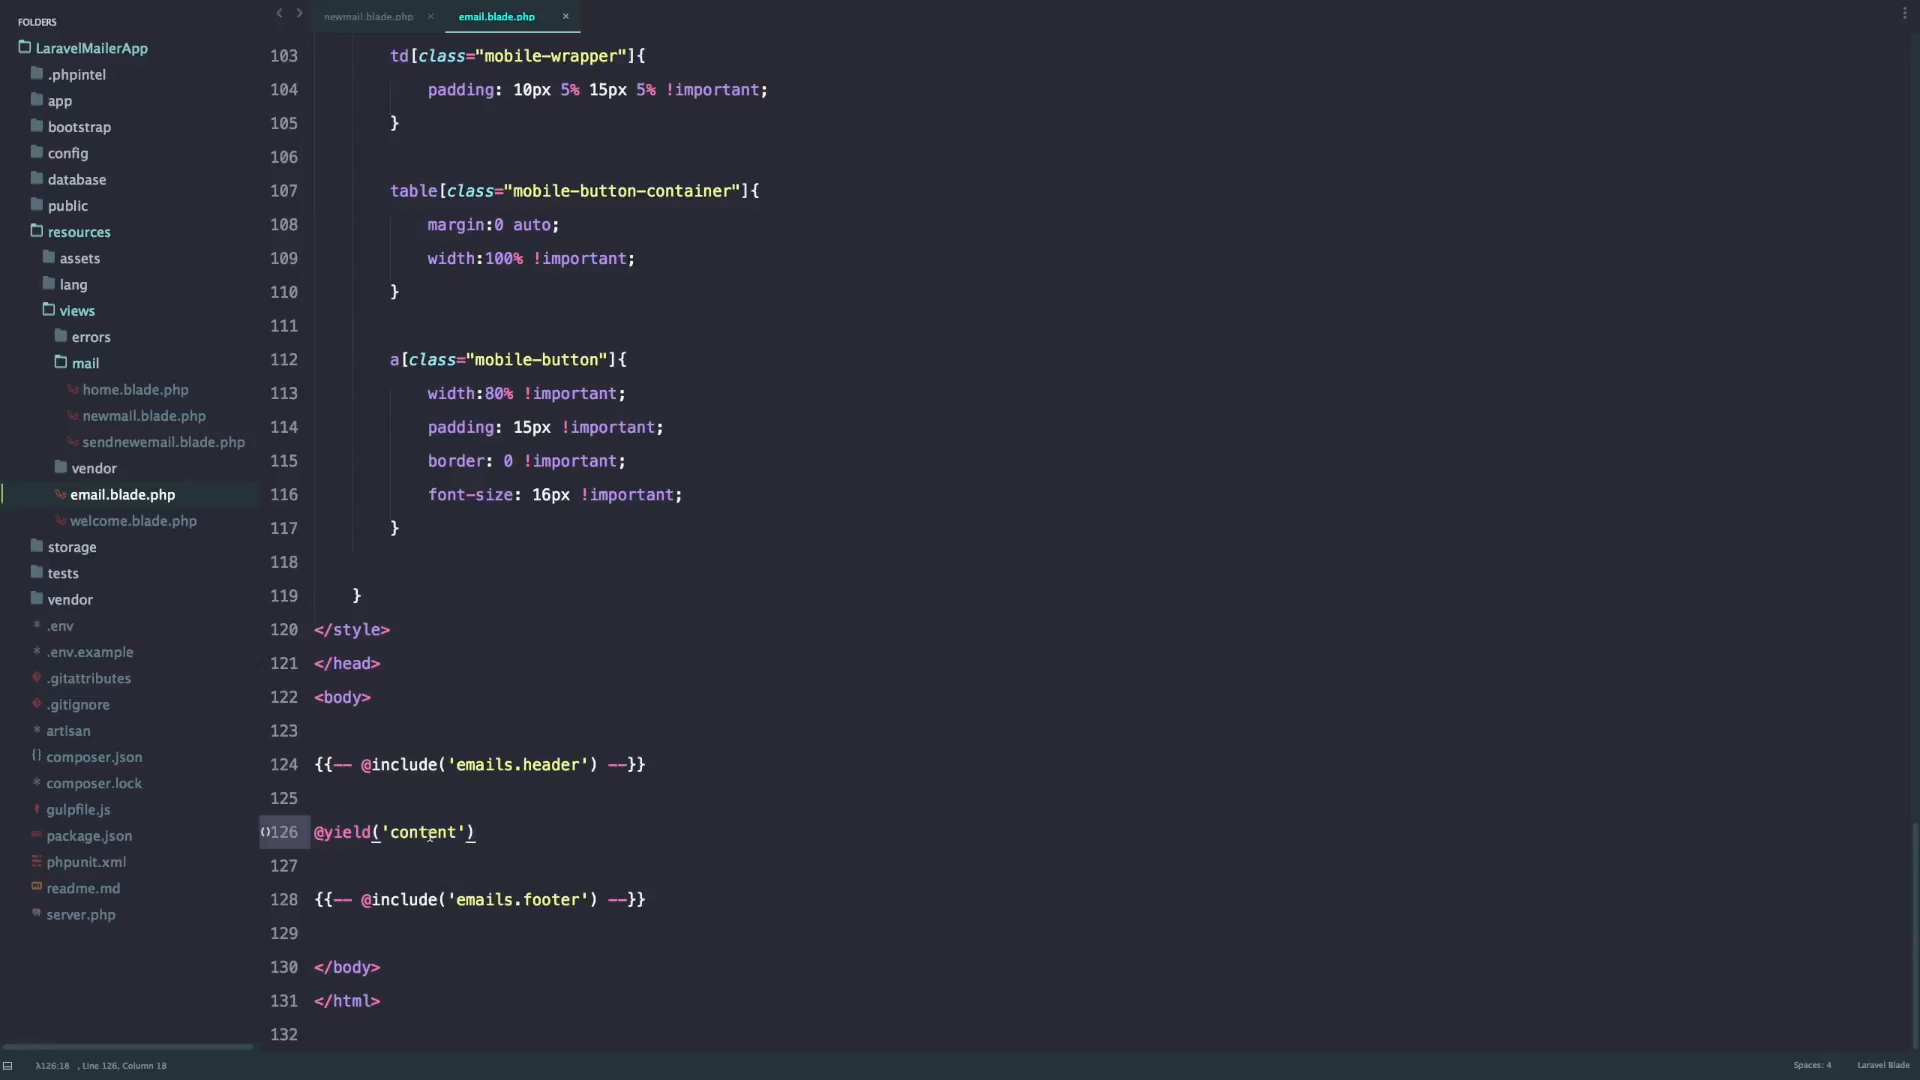 FOLDERS
LaravelMailerApp
.phpintel
app
bootstrap
config
database
public
resources
assets
lang
views
errors
mail
home.blade.php
newmail.blade.php
sendnewemail.blade.php
vendor
email.blade.php
welcome.blade.php
storage
tests
vendor
* .env
* .env.example
.gitattributes
.gitignore
* artisan
{} composer.json
* composer.lock
gulpfile.js
package.json
phpunit.xml
readme.md
server.php
newmail.blade.php ×
email.blade.php ×
103 td[class="mobile-wrapper"]{
104 padding: 10px 5% 15px 5% !important;
105 }
106
107 table[class="mobile-button-container"]{
108 margin:0 auto;
109 width:100% !important;
110 }
111
112 a[class="mobile-button"]{
113 width:80% !important;
114 padding: 15px !important;
115 border: 0 !important;
116 font-size: 16px !important;
117 }
118
119 }
120 </style>
121 </head>
122 <body>
123
124 {{-- @include('emails.header') --}}
125
()126 @yield('content')
127
128 {{-- @include('emails.footer') --}}
129
130 </body>
131 </html>
132
λ126:18 , Line 126, Column 18
Spaces: 4 Laravel Blade